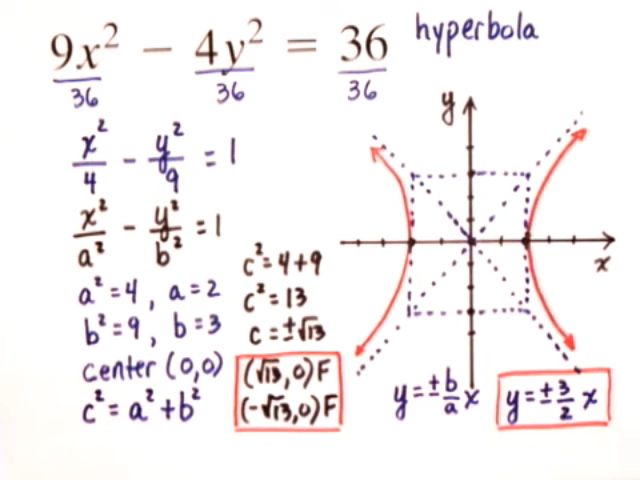 9x² − 4y² = 36 hyperbola
36 36 36
x²/4 − y²/9 = 1
x²/a² − y²/b² = 1
a² = 4, a = 2
b² = 9, b = 3
center (0,0)
c² = a² + b²
c² = 4+9
c² = 13
c = ±√13
(√13, 0) F
(-√13, 0) F
y
x
y = ± b/a x
y = ± 3/2 x